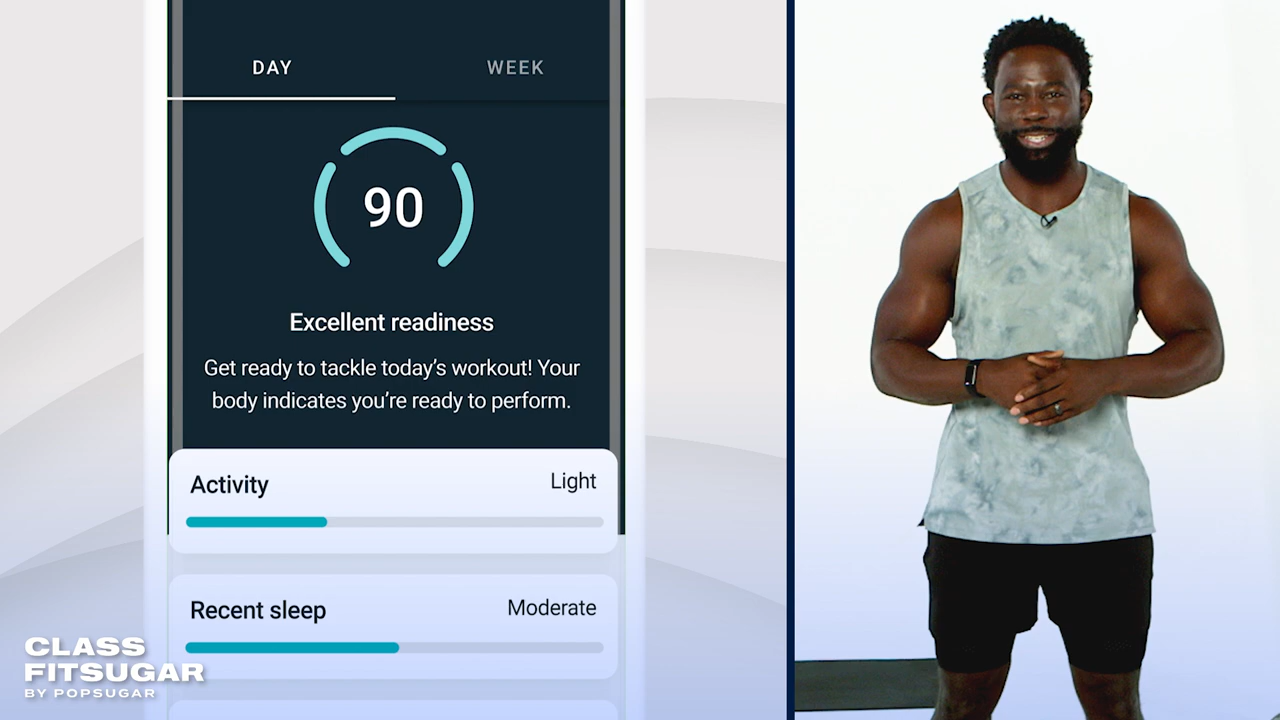 DAY
WEEK
90
Excellent readiness
Get ready to tackle today's workout! Your
body indicates you're ready to perform.
Activity
Light
Recent sleep
Moderate
CLASS
FITSUGAR
BY POPSUGAR